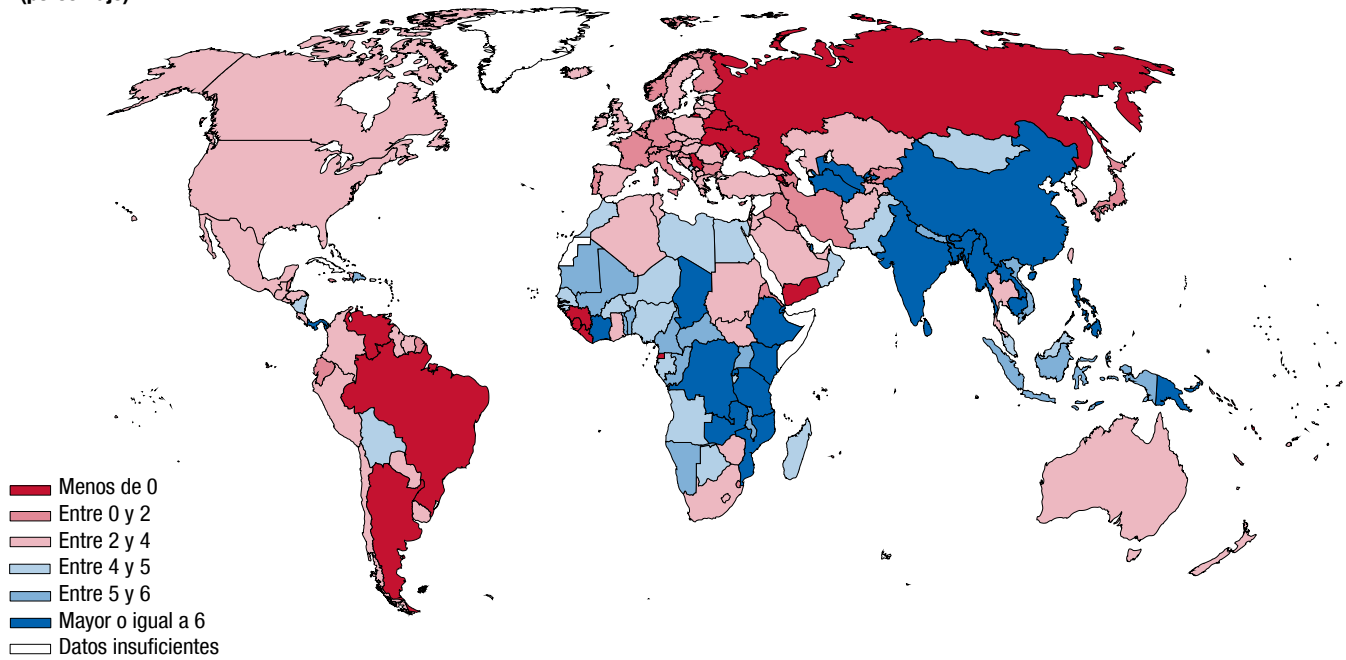 Menos de 0
Entre 0 y 2
Entre 2 y 4
Entre 4 y 5
Entre 5 y 6
Mayor o igual a 6
Datos insuficientes